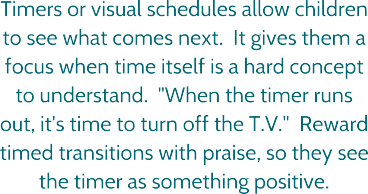 Timers or visual schedules allow children
to see what comes next.  It gives them a
focus when time itself is a hard concept
to understand.  "When the timer runs
out, it's time to turn off the T.V."  Reward
timed transitions with praise, so they see
the timer as something positive.